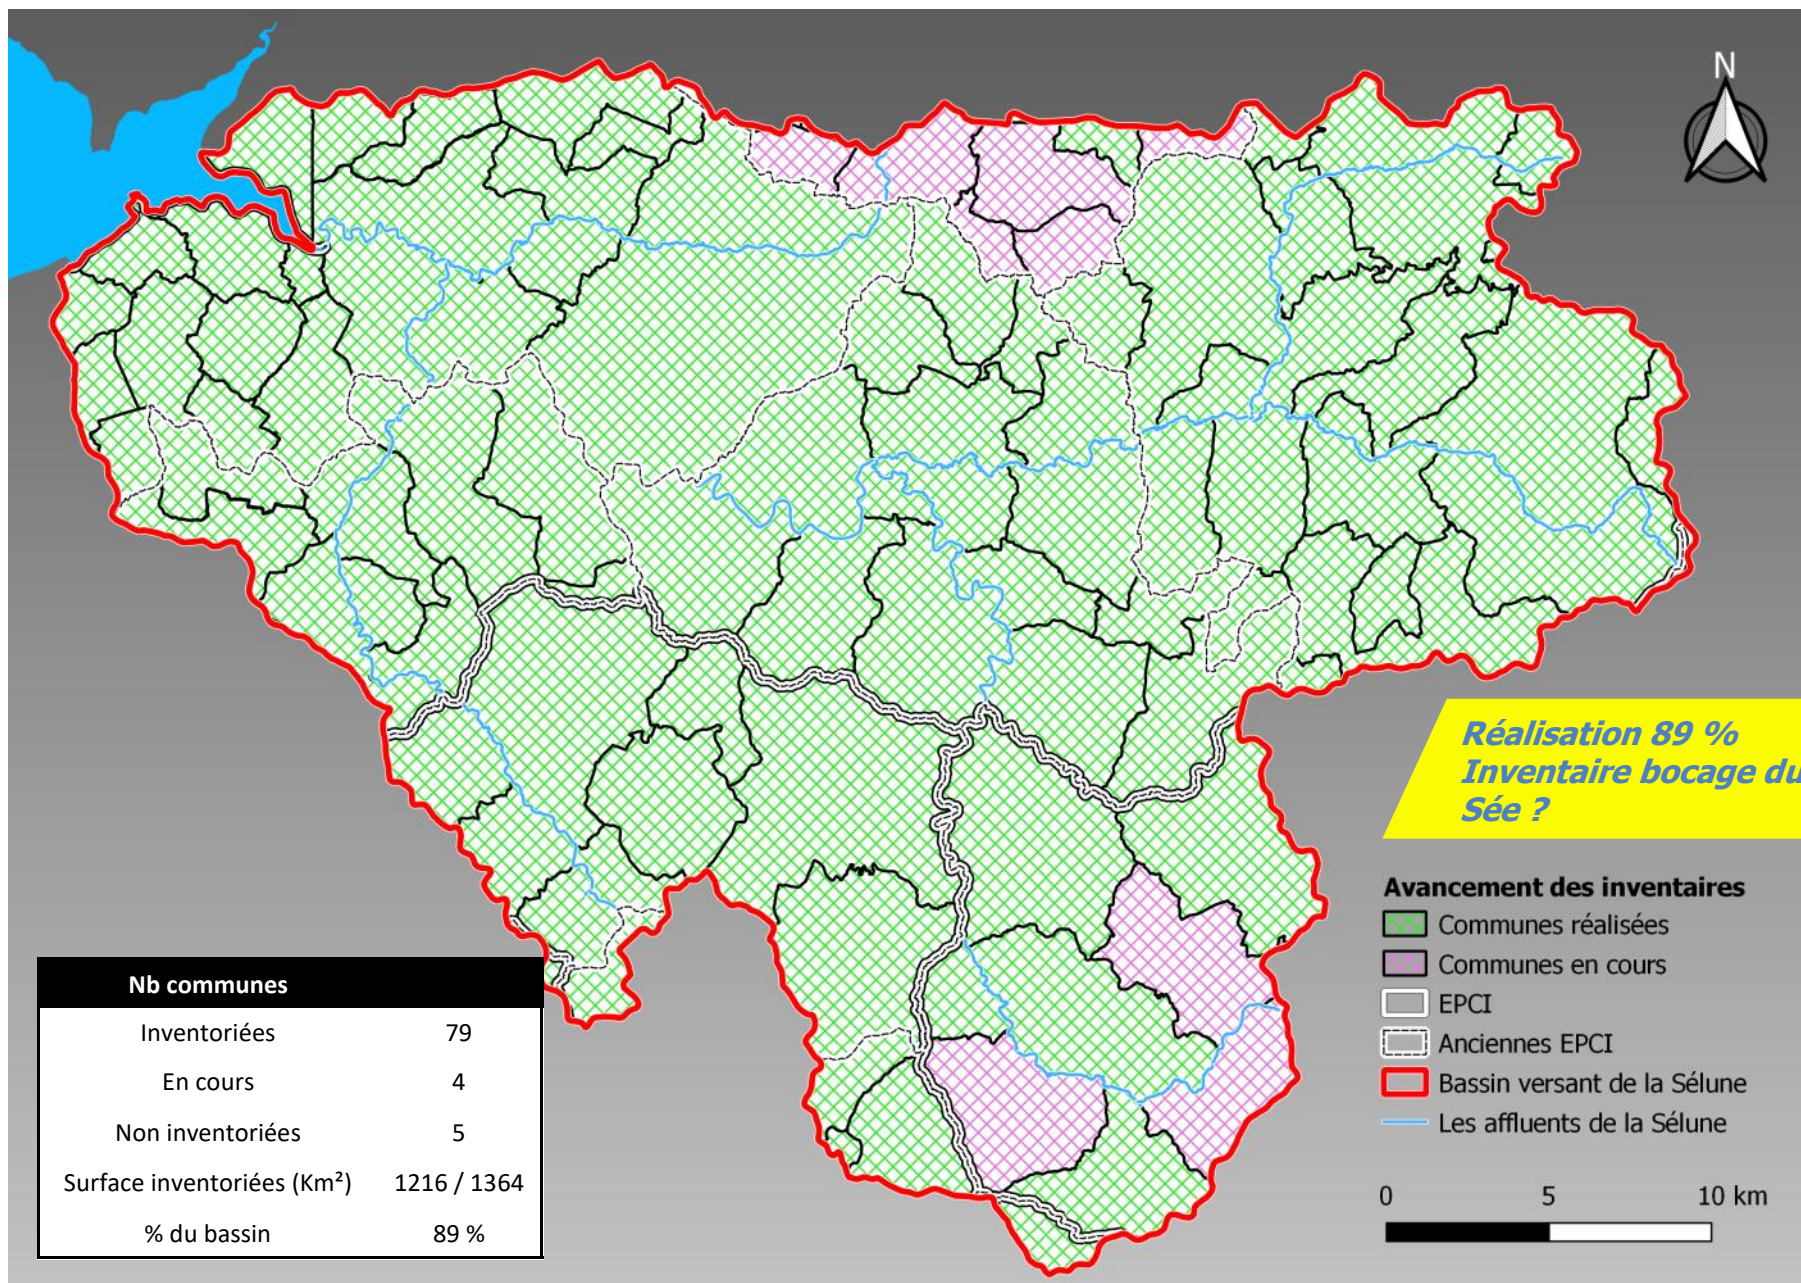 N
Réalisation 89 %
Inventaire bocage du
Sée ?
Avancement des inventaires
Communes réalisées
Communes en cours
EPCI
Anciennes EPCI
Bassin versant de la Sélune
Les affluents de la Sélune
0 5 10 km
Nb communes
Inventoriées 79
En cours 4
Non inventoriées 5
Surface inventoriées (Km²) 1216 / 1364
% du bassin 89 %